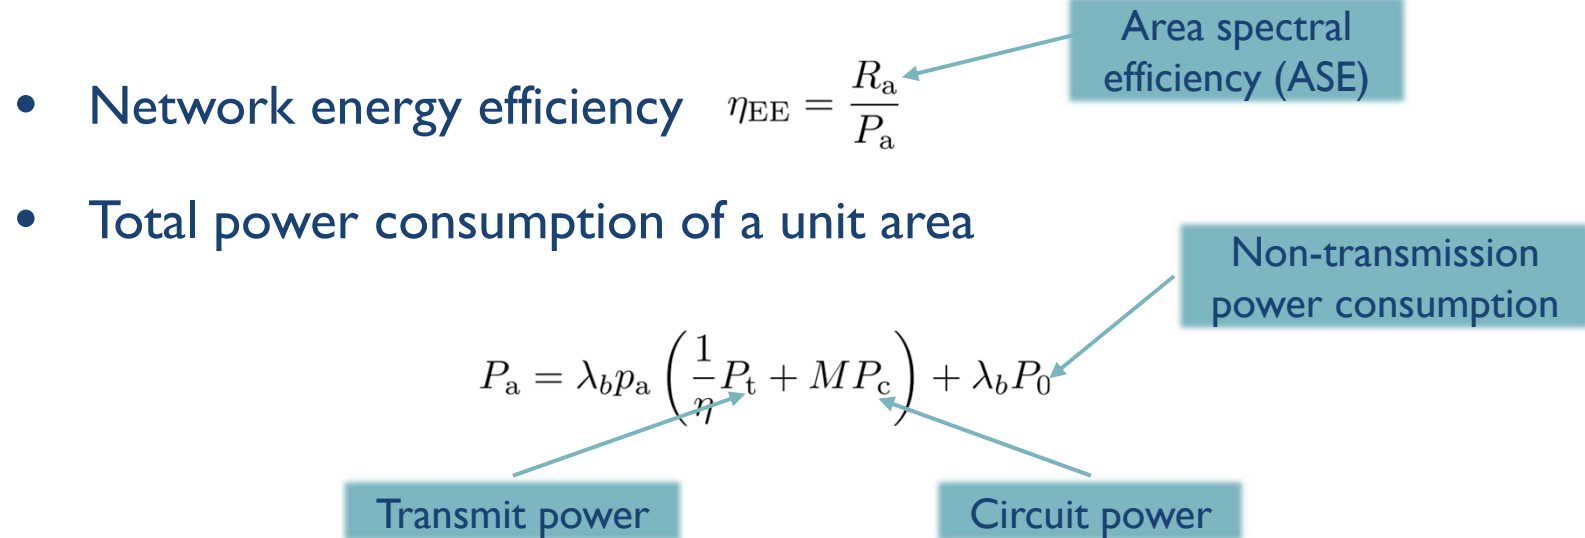 Area spectral
efficiency (ASE)
• Network energy efficiency η_EE = R_a / P_a
• Total power consumption of a unit area
Non-transmission
power consumption
P_a = λ_b p_a ( 1/η P_t + M P_c ) + λ_b P_0
Transmit power
Circuit power